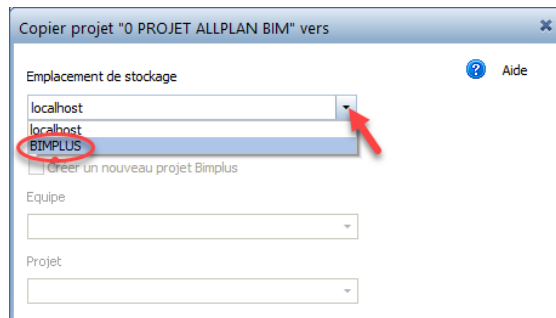 Copier projet "0 PROJET ALLPLAN BIM" vers
Emplacement de stockage
Aide
localhost
localhost
BIMPLUS
Créer un nouveau projet Bimplus
Equipe
Projet